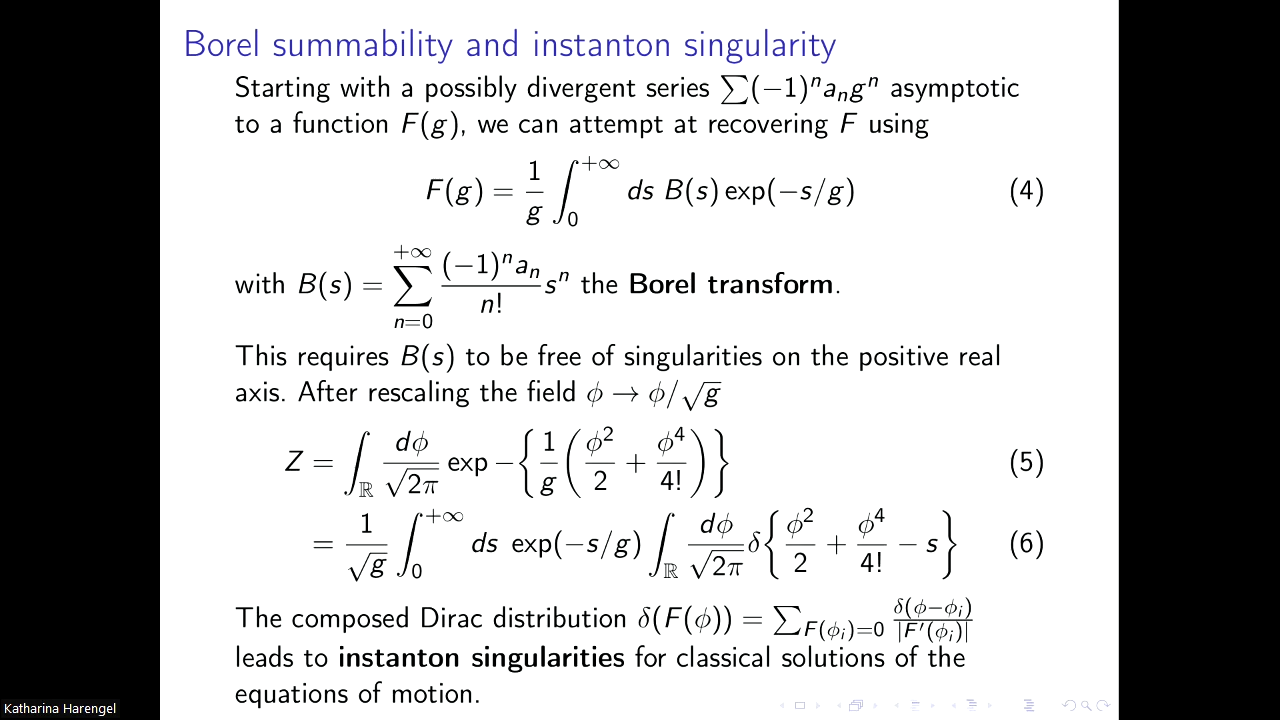 Borel summability and instanton singularity
Starting with a possibly divergent series ∑(−1)ⁿaₙgⁿ asymptotic
to a function F(g), we can attempt at recovering F using
F(g) = 1/g ∫₀^{+∞} ds B(s) exp(−s/g) (4)
with B(s) = ∑_{n=0}^{+∞} (−1)ⁿaₙ/n! sⁿ the Borel transform.
This requires B(s) to be free of singularities on the positive real
axis. After rescaling the field ϕ → ϕ/√g
Z = ∫_ℝ dϕ/√2π exp −{1/g (ϕ²/2 + ϕ⁴/4!)} (5)
= 1/√g ∫₀^{+∞} ds exp(−s/g) ∫_ℝ dϕ/√2π δ{ϕ²/2 + ϕ⁴/4! − s} (6)
The composed Dirac distribution δ(F(ϕ)) = ∑_{F(ϕᵢ)=0} δ(ϕ−ϕᵢ)/|F′(ϕᵢ)|
leads to instanton singularities for classical solutions of the
equations of motion.
Katharina Harengel